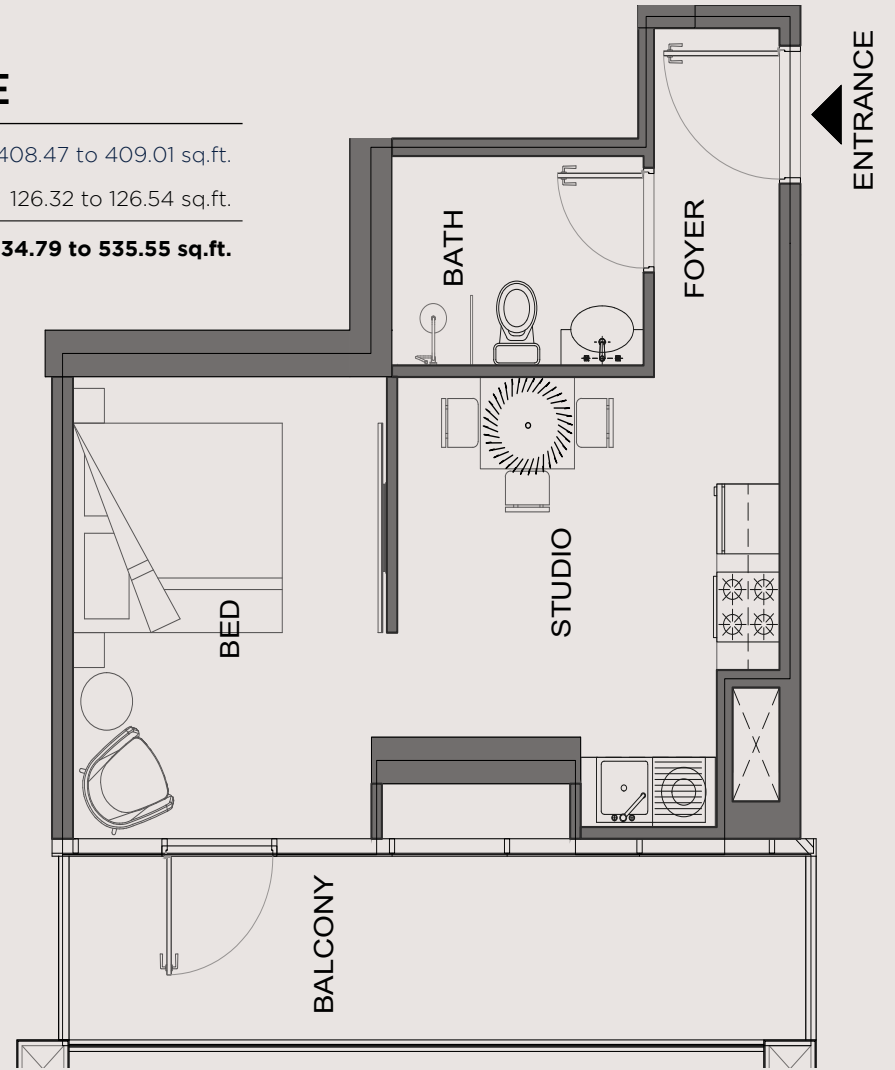 E
408.47 to 409.01 sq.ft.
126.32 to 126.54 sq.ft.
34.79 to 535.55 sq.ft.
ENTRANCE
FOYER
BATH
STUDIO
BED
BALCONY